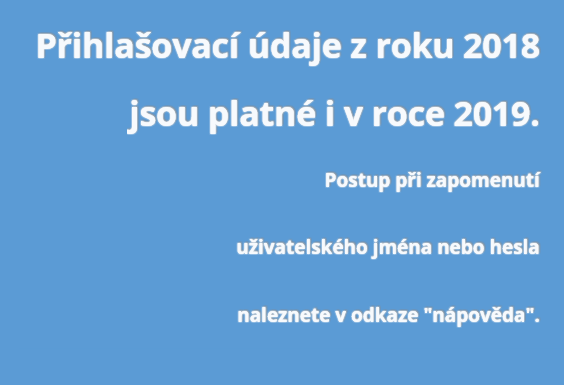 Přihlašovací údaje z roku 2018
jsou platné i v roce 2019.
Postup při zapomenutí
uživatelského jména nebo hesla
naleznete v odkaze "nápověda".